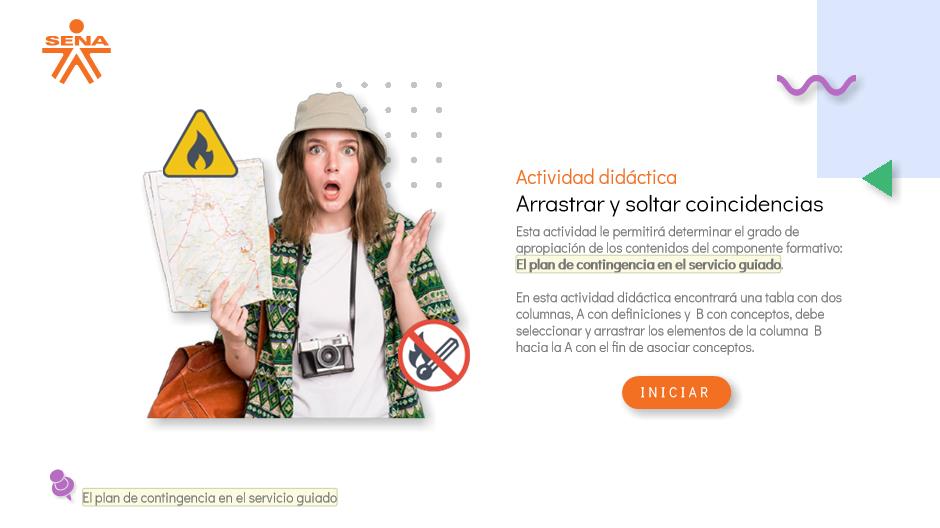 SENA
Actividad didáctica
Arrastrar y soltar coincidencias
Esta actividad le permitirá determinar el grado de
apropiación de los contenidos del componente formativo:
El plan de contingencia en el servicio guiado.
En esta actividad didáctica encontrará una tabla con dos
columnas, A con definiciones y B con conceptos, debe
seleccionar y arrastrar los elementos de la columna B
hacia la A con el fin de asociar conceptos.
INICIAR
El plan de contingencia en el servicio guiado